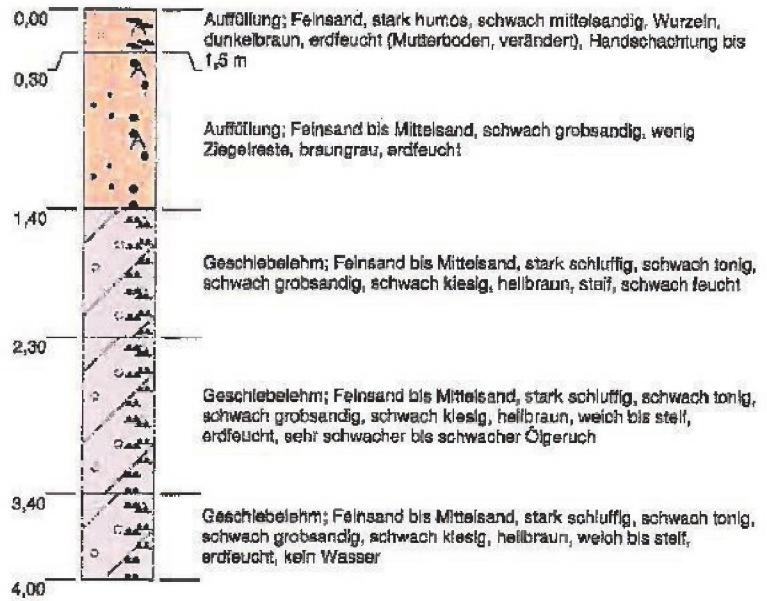 0,00
Auffüllung; Feinsand, stark humos, schwach mittelsandig, Wurzeln,
dunkelbraun, erdfeucht (Mutterboden, verändert), Handschachtung bis
1,5 m
0,30
Auffüllung; Feinsand bis Mittelsand, schwach grobsandig, wenig
Ziegelreste, braungrau, erdfeucht
1,40
Geschiebelehm; Feinsand bis Mittelsand, stark schluffig, schwach tonig,
schwach grobsandig, schwach kiesig, hellbraun, steif, schwach feucht
2,30
Geschiebelehm; Feinsand bis Mittelsand, stark schluffig, schwach tonig,
schwach grobsandig, schwach kiesig, hellbraun, weich bis steif,
erdfeucht, sehr schwacher bis schwacher Ölgeruch
3,40
Geschiebelehm; Feinsand bis Mittelsand, stark schluffig, schwach tonig,
schwach grobsandig, schwach kiesig, hellbraun, weich bis steif,
erdfeucht, kein Wasser
4,00